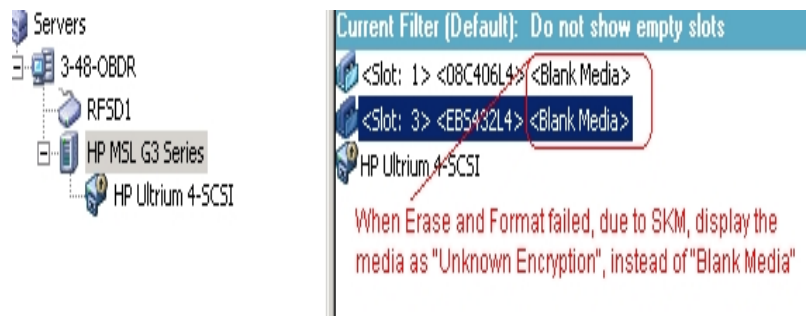 Servers
3-48-OBDR
RFSD1
HP MSL G3 Series
HP Ultrium 4-SCSI
Current Filter (Default): Do not show empty slots
<Slot: 1> <08C406L4> <Blank Media>
<Slot: 3> <EBS432L4> <Blank Media>
HP Ultrium 4-SCSI
When Erase and Format failed, due to SKM, display the
media as "Unknown Encryption", instead of "Blank Media"